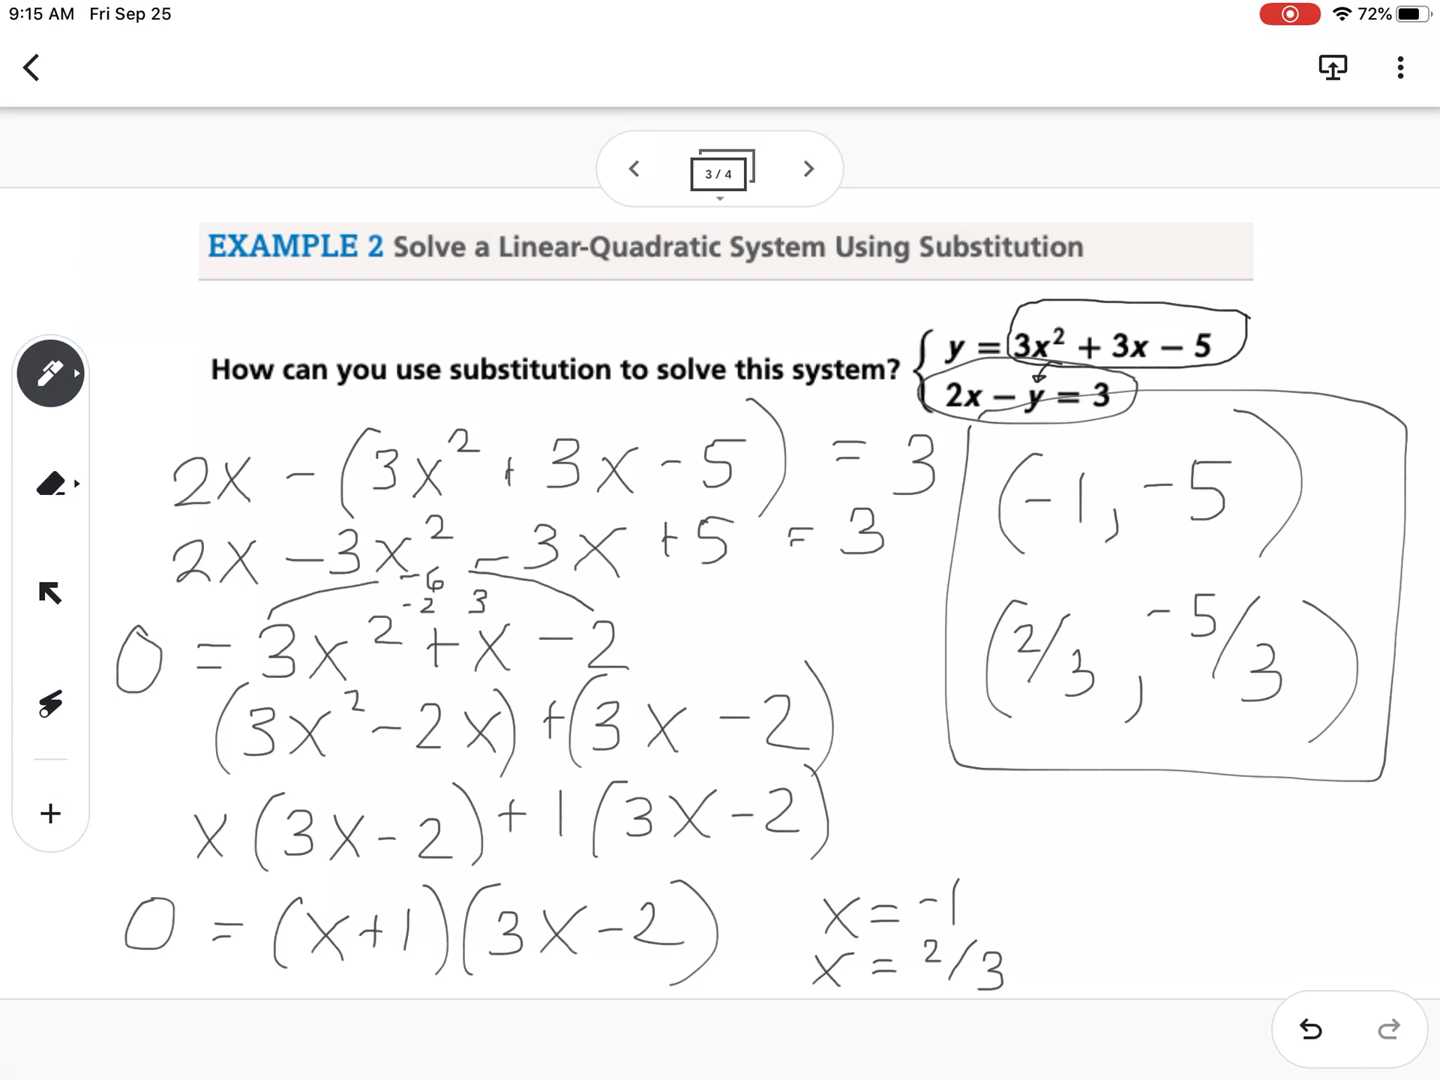 9:15 AM Fri Sep 25
72%
3 / 4
EXAMPLE 2 Solve a Linear-Quadratic System Using Substitution
How can you use substitution to solve this system?
y = 3x² + 3x − 5
2x − y = 3
2x - (3x² + 3x - 5) = 3
2x - 3x² - 3x + 5 = 3
-6
-2 3
0 = 3x² + x - 2
(3x² - 2x) + (3x - 2)
x(3x - 2) + 1(3x - 2)
0 = (x+1)(3x - 2)
x = -1
x = 2/3
(-1, -5)
(2/3, -5/3)